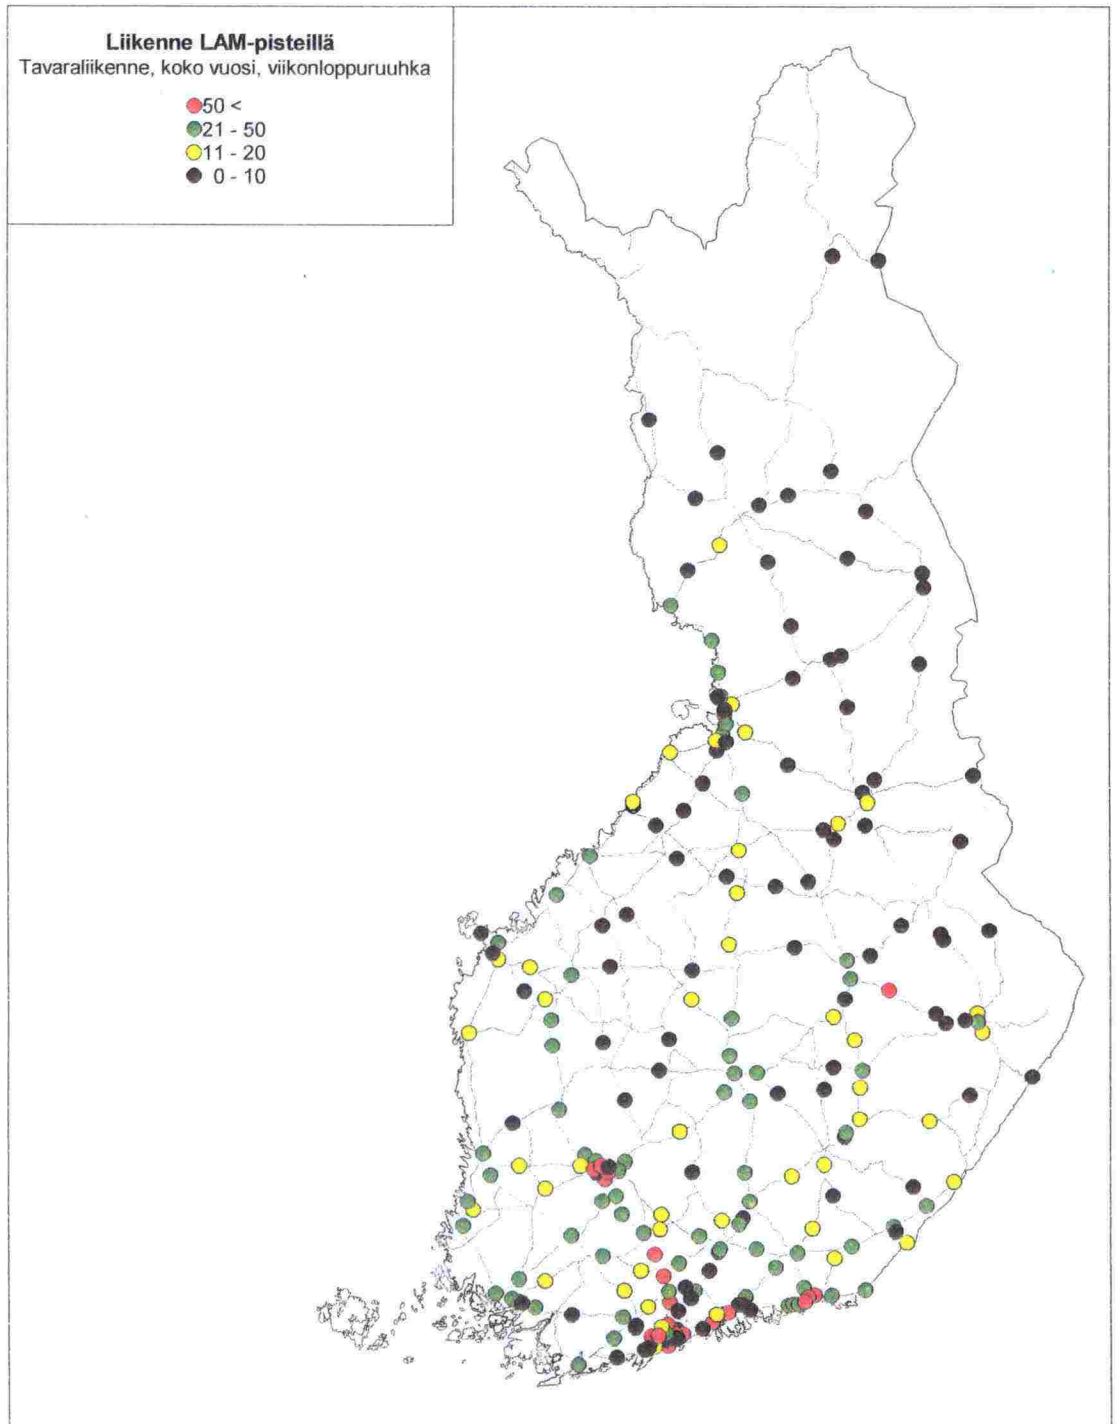 Liikenne LAM-pisteillä
Tavaraliikenne, koko vuosi, viikonloppuruuhka
50 <
21 - 50
11 - 20
0 - 10